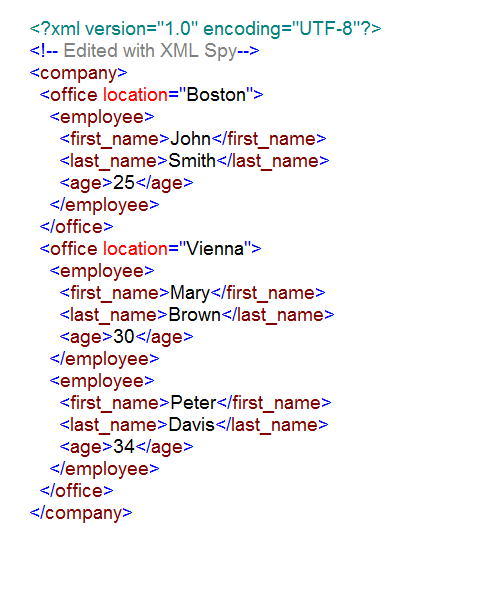 <?xml version="1.0" encoding="UTF-8"?>
<!-- Edited with XML Spy-->
<company>
<office location="Boston">
<employee>
<first_name>John</first_name>
<last_name>Smith</last_name>
<age>25</age>
</employee>
</office>
<office location="Vienna">
<employee>
<first_name>Mary</first_name>
<last_name>Brown</last_name>
<age>30</age>
</employee>
<employee>
<first_name>Peter</first_name>
<last_name>Davis</last_name>
<age>34</age>
</employee>
</office>
</company>